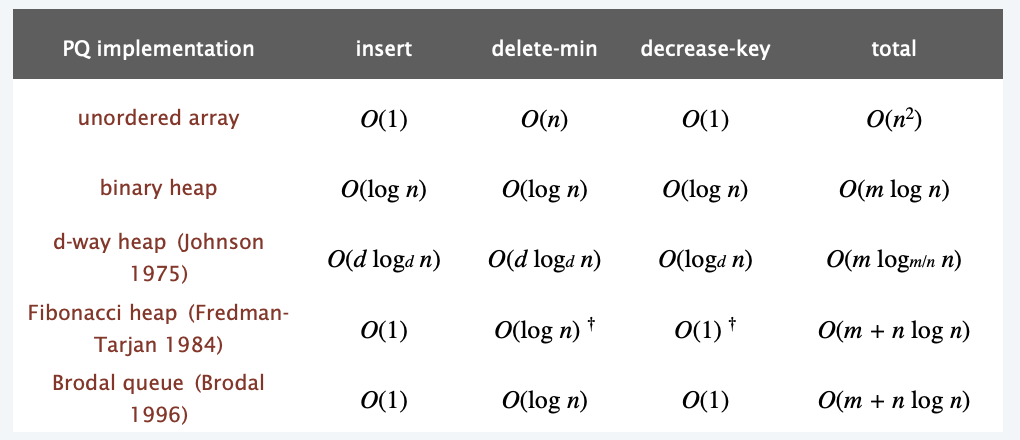 PQ implementation insert delete-min decrease-key total
unordered array O(1) O(n) O(1) O(n²)
binary heap O(log n) O(log n) O(log n) O(m log n)
d-way heap (Johnson
1975) O(d log_d n) O(d log_d n) O(log_d n) O(m log_m/n n)
Fibonacci heap (Fredman-
Tarjan 1984) O(1) O(log n) † O(1) † O(m + n log n)
Brodal queue (Brodal
1996) O(1) O(log n) O(1) O(m + n log n)